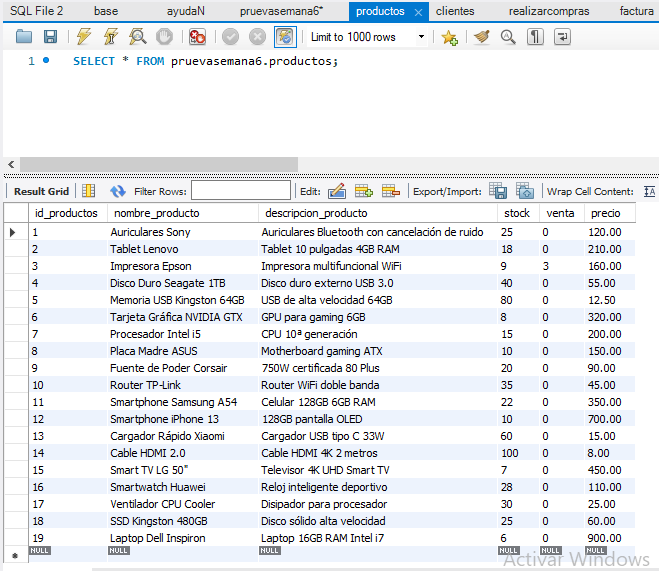 SQL File 2 base ayudaN pruevasemana6* productos clientes realizarcompras factura
Limit to 1000 rows
1 SELECT * FROM pruevasemana6.productos;
Result Grid Filter Rows: Edit: Export/Import: Wrap Cell Content:
id_productos nombre_producto descripcion_producto stock venta precio
1 Auriculares Sony Auriculares Bluetooth con cancelación de ruido 25 0 120.00
2 Tablet Lenovo Tablet 10 pulgadas 4GB RAM 18 0 210.00
3 Impresora Epson Impresora multifuncional WiFi 9 3 160.00
4 Disco Duro Seagate 1TB Disco duro externo USB 3.0 40 0 55.00
5 Memoria USB Kingston 64GB USB de alta velocidad 64GB 80 0 12.50
6 Tarjeta Gráfica NVIDIA GTX GPU para gaming 6GB 8 0 320.00
7 Procesador Intel i5 CPU 10ª generación 15 0 200.00
8 Placa Madre ASUS Motherboard gaming ATX 10 0 150.00
9 Fuente de Poder Corsair 750W certificada 80 Plus 20 0 90.00
10 Router TP-Link Router WiFi doble banda 35 0 45.00
11 Smartphone Samsung A54 Celular 128GB 6GB RAM 22 0 350.00
12 Smartphone iPhone 13 128GB pantalla OLED 10 0 700.00
13 Cargador Rápido Xiaomi Cargador USB tipo C 33W 60 0 15.00
14 Cable HDMI 2.0 Cable HDMI 4K 2 metros 100 0 8.00
15 Smart TV LG 50" Televisor 4K UHD Smart TV 7 0 450.00
16 Smartwatch Huawei Reloj inteligente deportivo 28 0 110.00
17 Ventilador CPU Cooler Disipador para procesador 30 0 25.00
18 SSD Kingston 480GB Disco sólido alta velocidad 25 0 60.00
19 Laptop Dell Inspiron Laptop 16GB RAM Intel i7 6 0 900.00
NULL NULL NULL NULL NULL NULL
Activar Windows